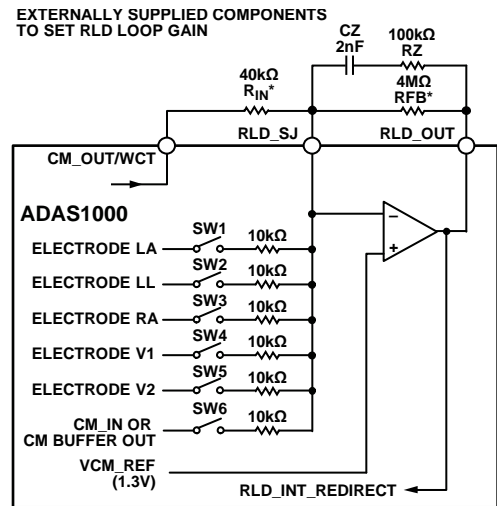 EXTERNALLY SUPPLIED COMPONENTS
TO SET RLD LOOP GAIN
CZ
2nF
100kΩ
RZ
40kΩ
RIN*
4MΩ
RFB*
CM_OUT/WCT
RLD_SJ
RLD_OUT
ADAS1000
ELECTRODE LA
SW1
10kΩ
ELECTRODE LL
SW2
10kΩ
ELECTRODE RA
SW3
10kΩ
ELECTRODE V1
SW4
10kΩ
ELECTRODE V2
SW5
10kΩ
CM_IN OR
CM BUFFER OUT
SW6
10kΩ
–
+
VCM_REF
(1.3V)
RLD_INT_REDIRECT